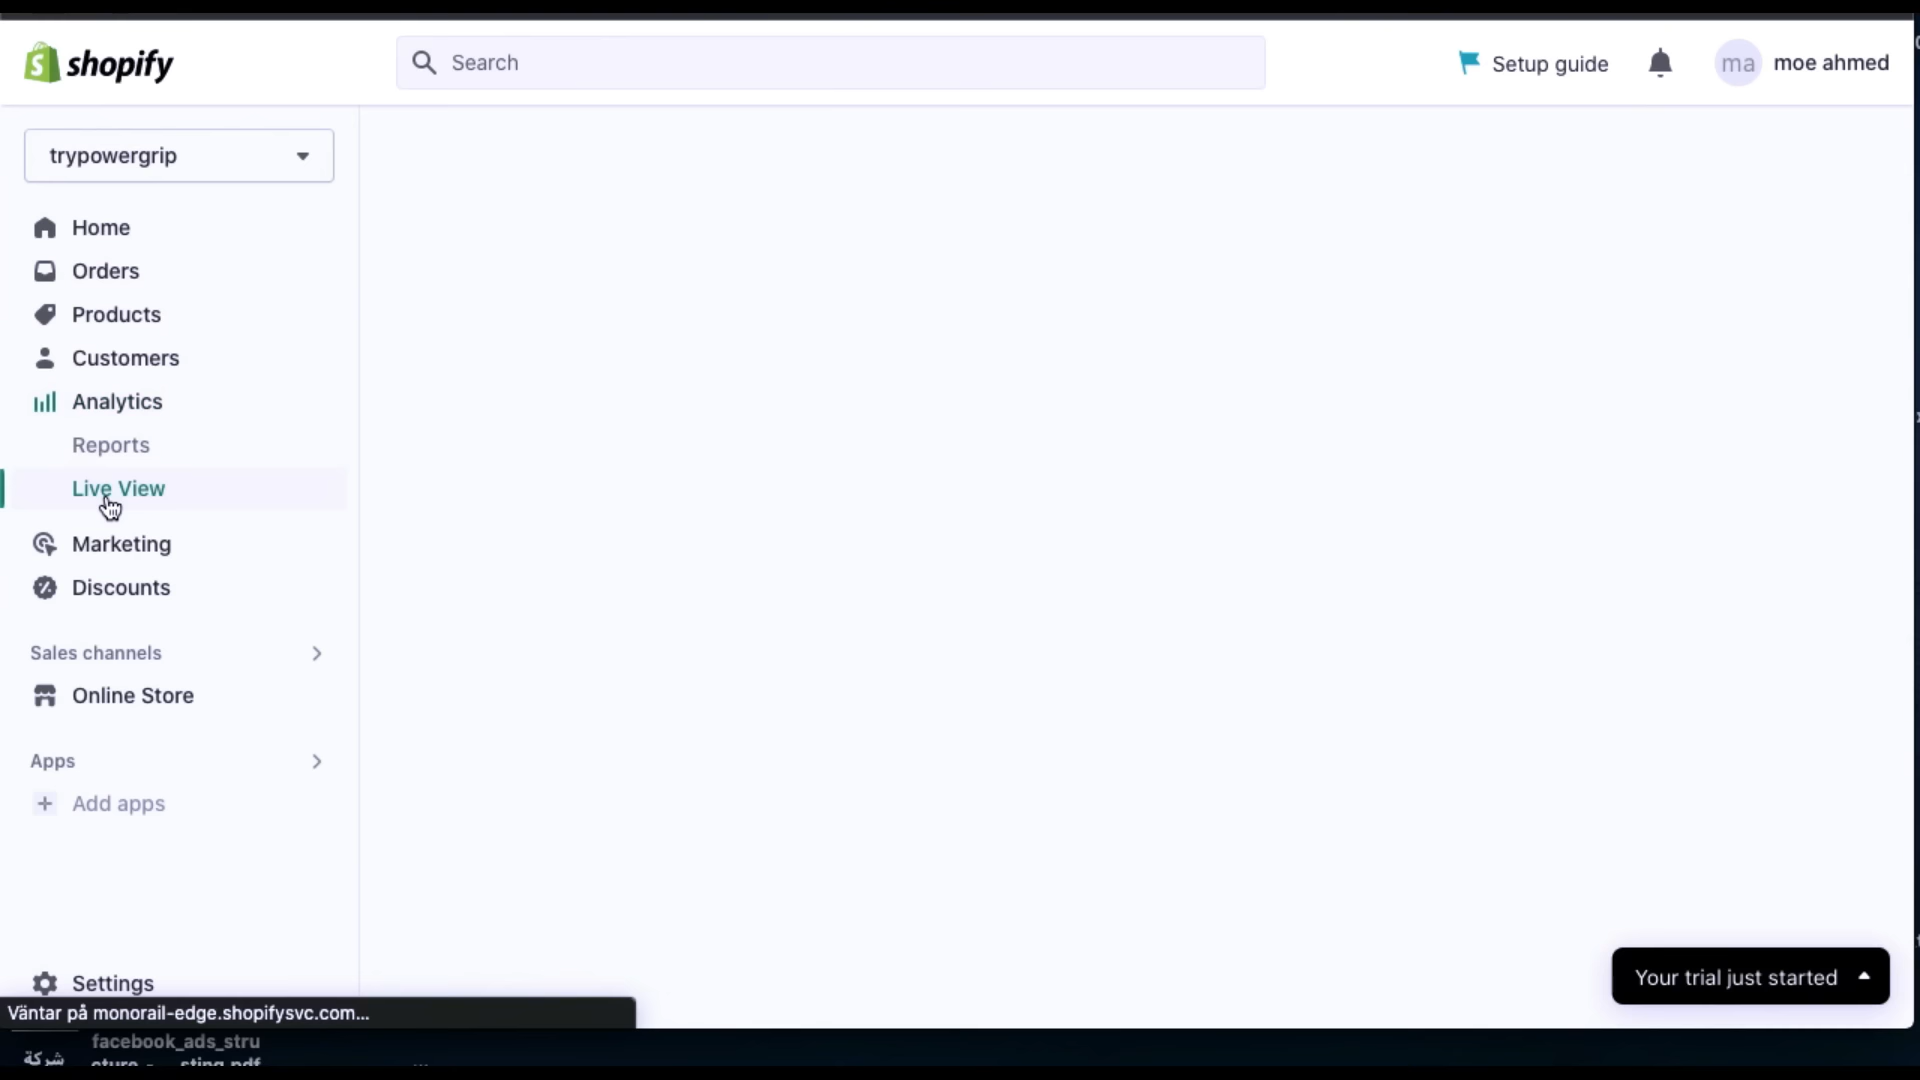 shopify
Search
Setup guide
ma
moe ahmed
trypowergrip
Home
Orders
Products
Customers
Analytics
Reports
Live View
Marketing
Discounts
Sales channels
Online Store
Apps
Add apps
Settings
Your trial just started
Väntar på monorail-edge.shopifysvc.com...
شركة
facebook_ads_stru